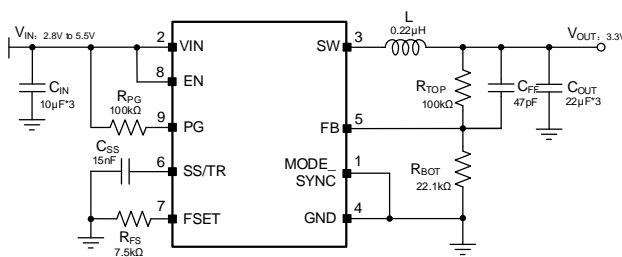 L
0.22µH
VIN: 2.8V to 5.5V
VOUT: 3.3V
2 VIN
SW 3
8 EN
CIN
10µF*3
RPG
100kΩ
9 PG
RTOP
100kΩ
CFF
47pF
COUT
22µF*3
FB 5
CSS
15nF
6 SS/TR
MODE_
SYNC 1
RBOT
22.1kΩ
7 FSET
GND 4
RFS
7.5kΩ